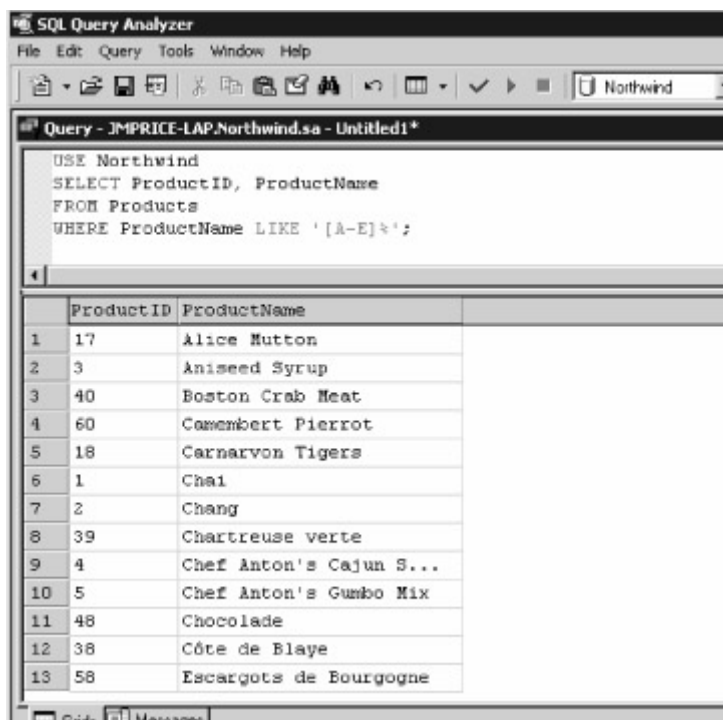 SQL Query Analyzer
File Edit Query Tools Window Help
Northwind
Query - JMPRICE-LAP.Northwind.sa - Untitled1*
USE Northwind
SELECT ProductID, ProductName
FROM Products
WHERE ProductName LIKE '[A-E]%';
ProductID ProductName
1 17 Alice Mutton
2 3 Aniseed Syrup
3 40 Boston Crab Meat
4 60 Camembert Pierrot
5 18 Carnarvon Tigers
6 1 Chai
7 2 Chang
8 39 Chartreuse verte
9 4 Chef Anton's Cajun S...
10 5 Chef Anton's Gumbo Mix
11 48 Chocolade
12 38 Côte de Blaye
13 58 Escargots de Bourgogne